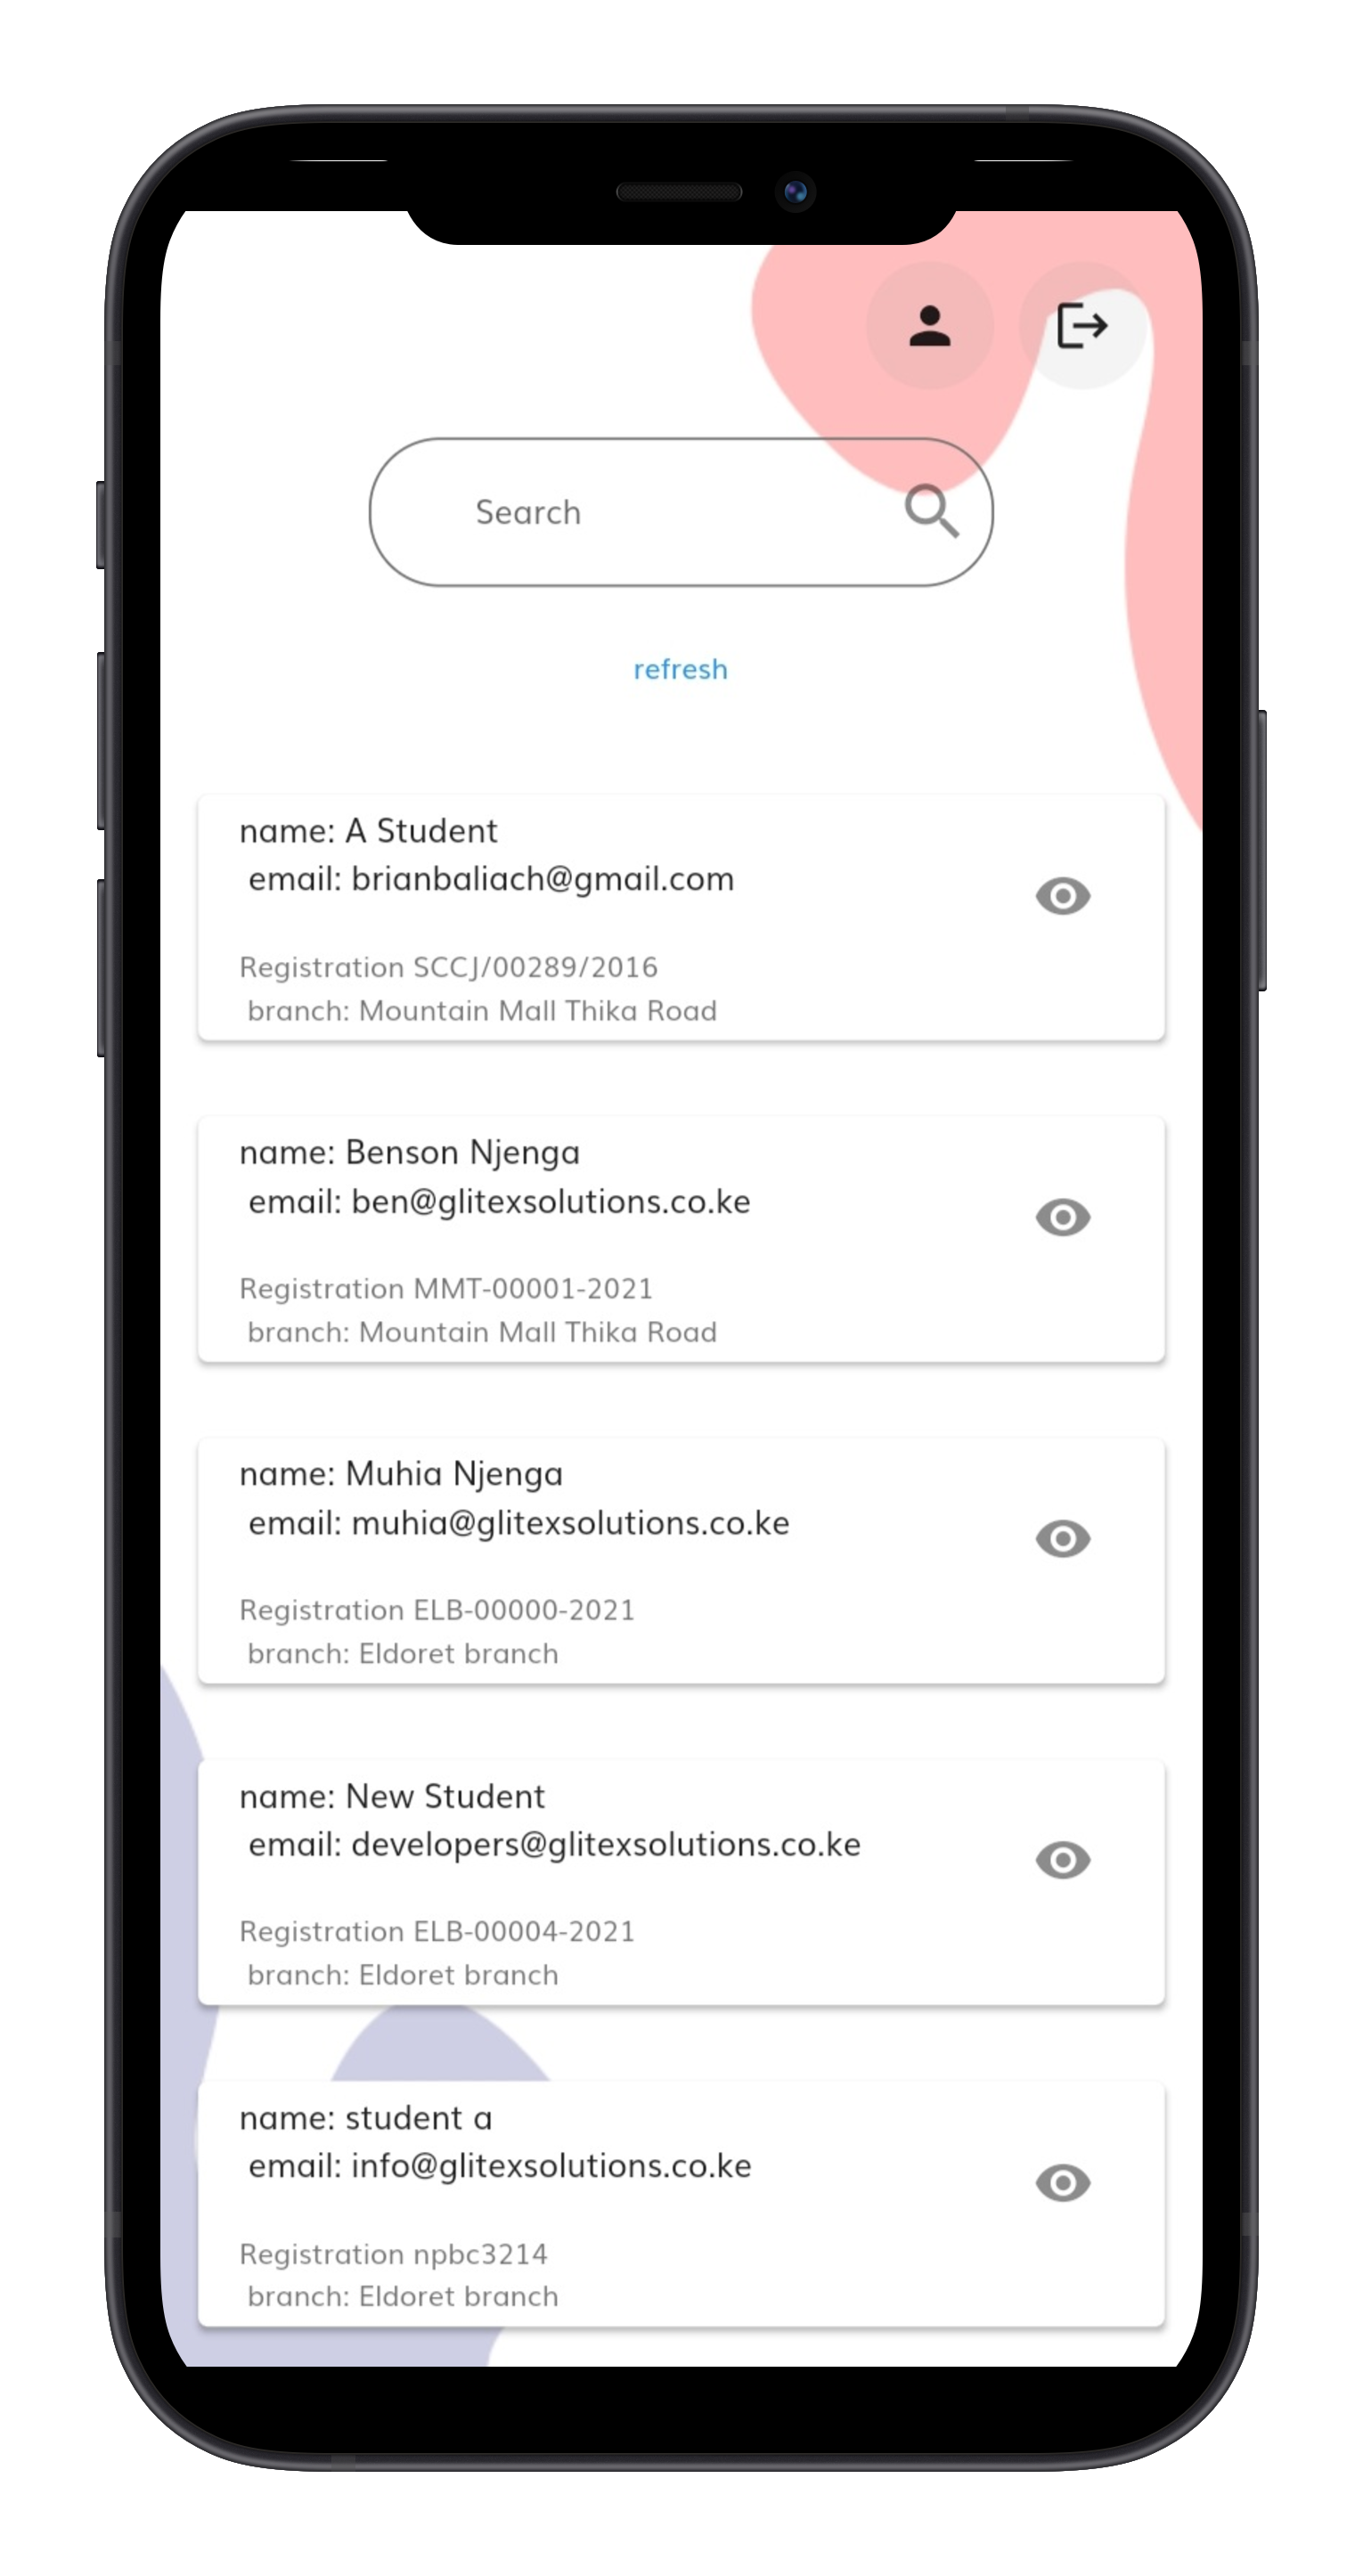 Search
refresh
name: A Student
email: brianbaliach@gmail.com
Registration SCCJ/00289/2016
branch: Mountain Mall Thika Road
name: Benson Njenga
email: ben@glitexsolutions.co.ke
Registration MMT-00001-2021
branch: Mountain Mall Thika Road
name: Muhia Njenga
email: muhia@glitexsolutions.co.ke
Registration ELB-00000-2021
branch: Eldoret branch
name: New Student
email: developers@glitexsolutions.co.ke
Registration ELB-00004-2021
branch: Eldoret branch
name: student a
email: info@glitexsolutions.co.ke
Registration npbc3214
branch: Eldoret branch